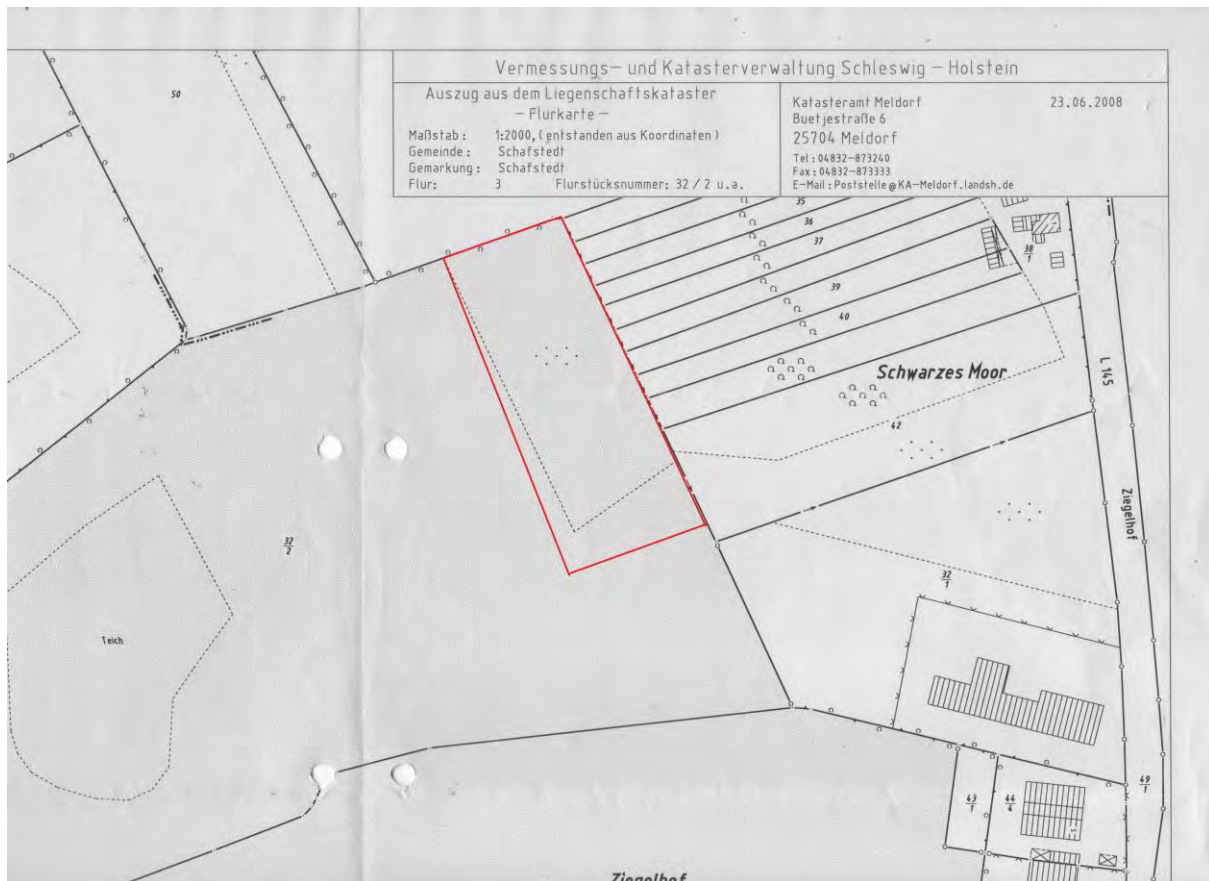 Vermessungs- und Katasterverwaltung Schleswig - Holstein
Auszug aus dem Liegenschaftskataster
- Flurkarte -
Maßstab : 1:2000, ( entstanden aus Koordinaten )
Gemeinde : Schafstedt
Gemarkung : Schafstedt
Flur: 3 Flurstücksnummer: 32 / 2 u.a.
Katasteramt Meldorf 23.06.2008
Buetjestraße 6
25704 Meldorf
Tel : 04832-873240
Fax : 04832-873333
E-Mail : Poststelle @ KA-Meldorf.landsh.de
50
35
36
37
38
1
39
40
Schwarzes Moor
L 145
42
Ziegelhof
32
2
32
1
Teich
49
1
43
1
44
4
Ziegelhof